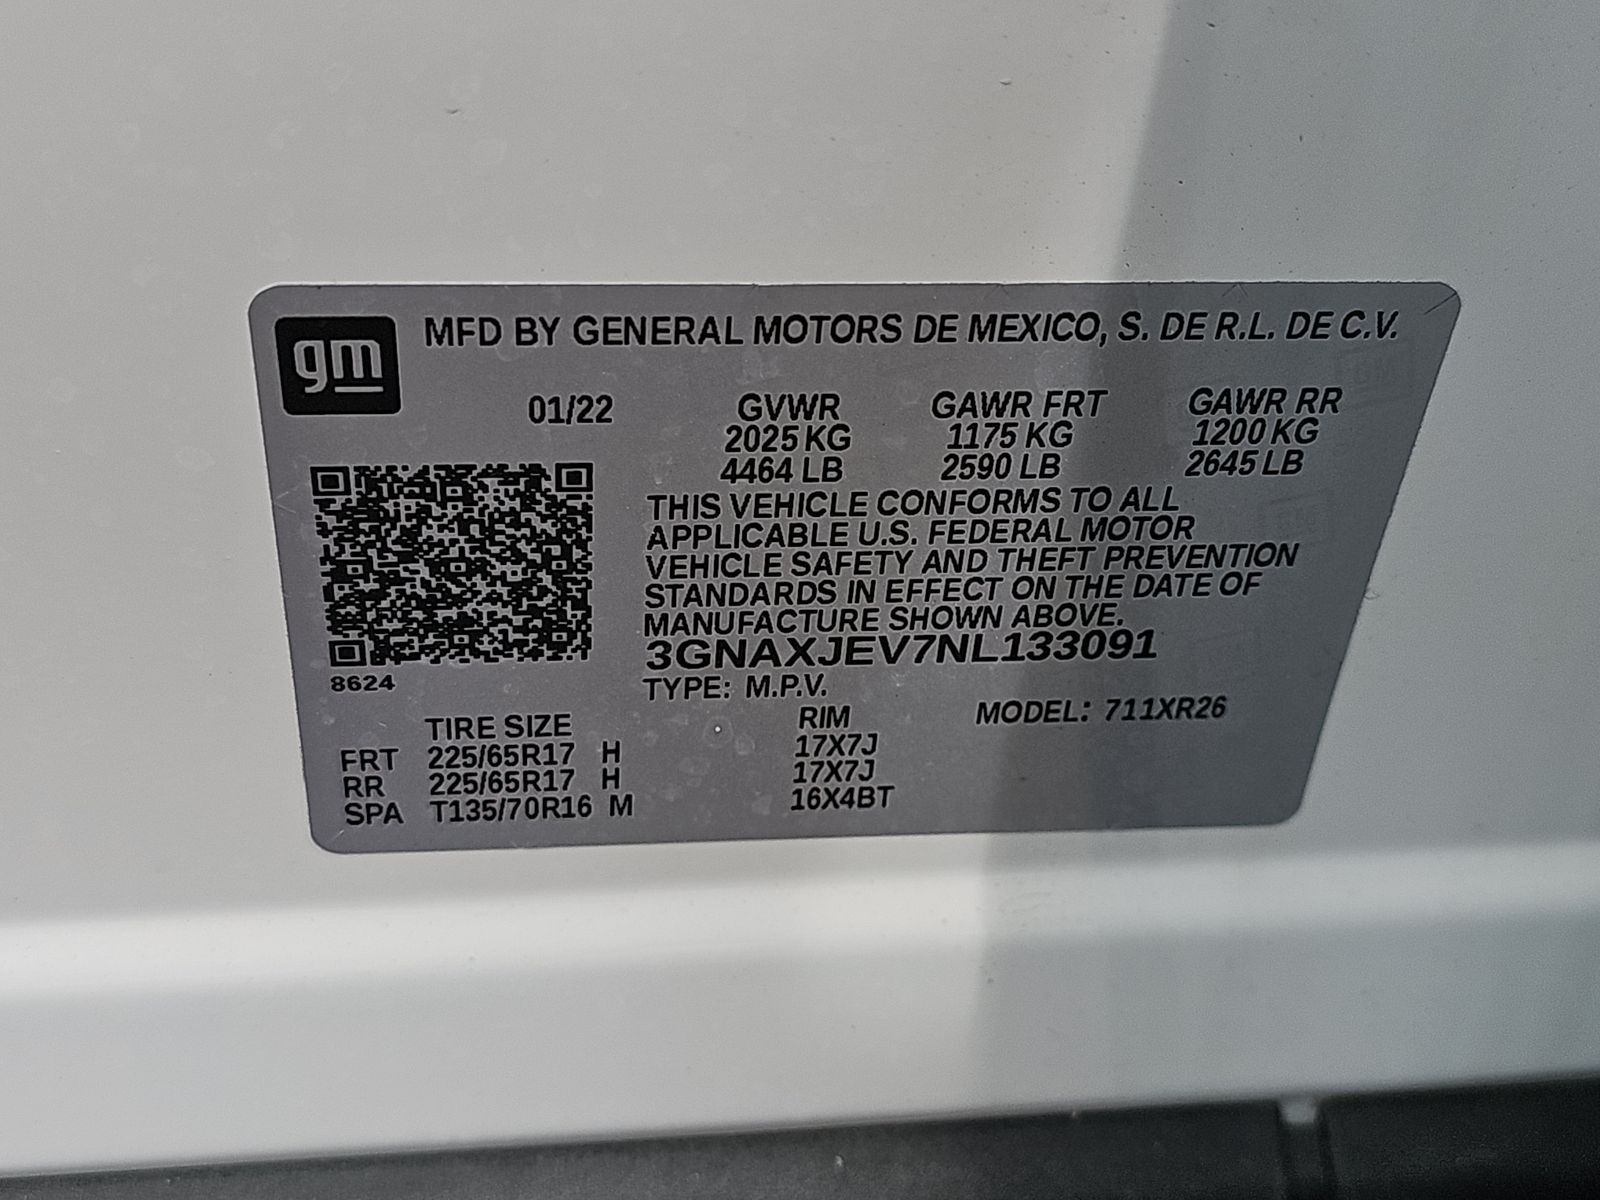 gm
MFD BY GENERAL MOTORS DE MEXICO, S. DE R.L. DE C.V.
01/22 GVWR GAWR FRT GAWR RR
2025 KG 1175 KG 1200 KG
4464 LB 2590 LB 2645 LB
THIS VEHICLE CONFORMS TO ALL
APPLICABLE U.S. FEDERAL MOTOR
VEHICLE SAFETY AND THEFT PREVENTION
STANDARDS IN EFFECT ON THE DATE OF
MANUFACTURE SHOWN ABOVE.
3GNAXJEV7NL133091
8624
TYPE: M.P.V.
TIRE SIZE RIM MODEL: 711XR26
FRT 225/65R17 H 17X7J
RR 225/65R17 H 17X7J
SPA T135/70R16 M 16X4BT